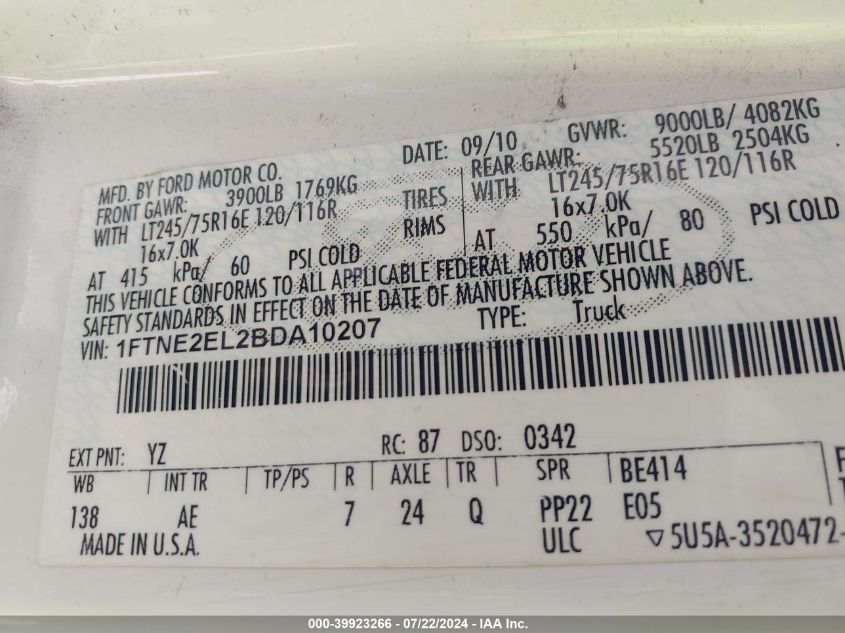 MFD. BY FORD MOTOR CO. DATE: 09/10 GVWR: 9000LB/ 4082KG
FRONT GAWR: 3900LB 1769KG REAR GAWR: 5520LB 2504KG
WITH LT245/75R16E 120/116R TIRES WITH LT245/75R16E 120/116R
16x7.0K RIMS 16x7.0K
AT 415 kPa/ 60 PSI COLD AT 550 kPa/ 80 PSI COLD
THIS VEHICLE CONFORMS TO ALL APPLICABLE FEDERAL MOTOR VEHICLE
SAFETY STANDARDS IN EFFECT ON THE DATE OF MANUFACTURE SHOWN ABOVE.
VIN: 1FTNE2EL2BDA10207 TYPE: Truck
EXT PNT: YZ RC: 87 DSO: 0342
WB INT TR TP/PS R AXLE TR SPR BE414
138 AE 7 24 Q PP22 E05
MADE IN U.S.A. ULC ▽5U5A-3520472-
000-39923266 - 07/22/2024 - IAA Inc.